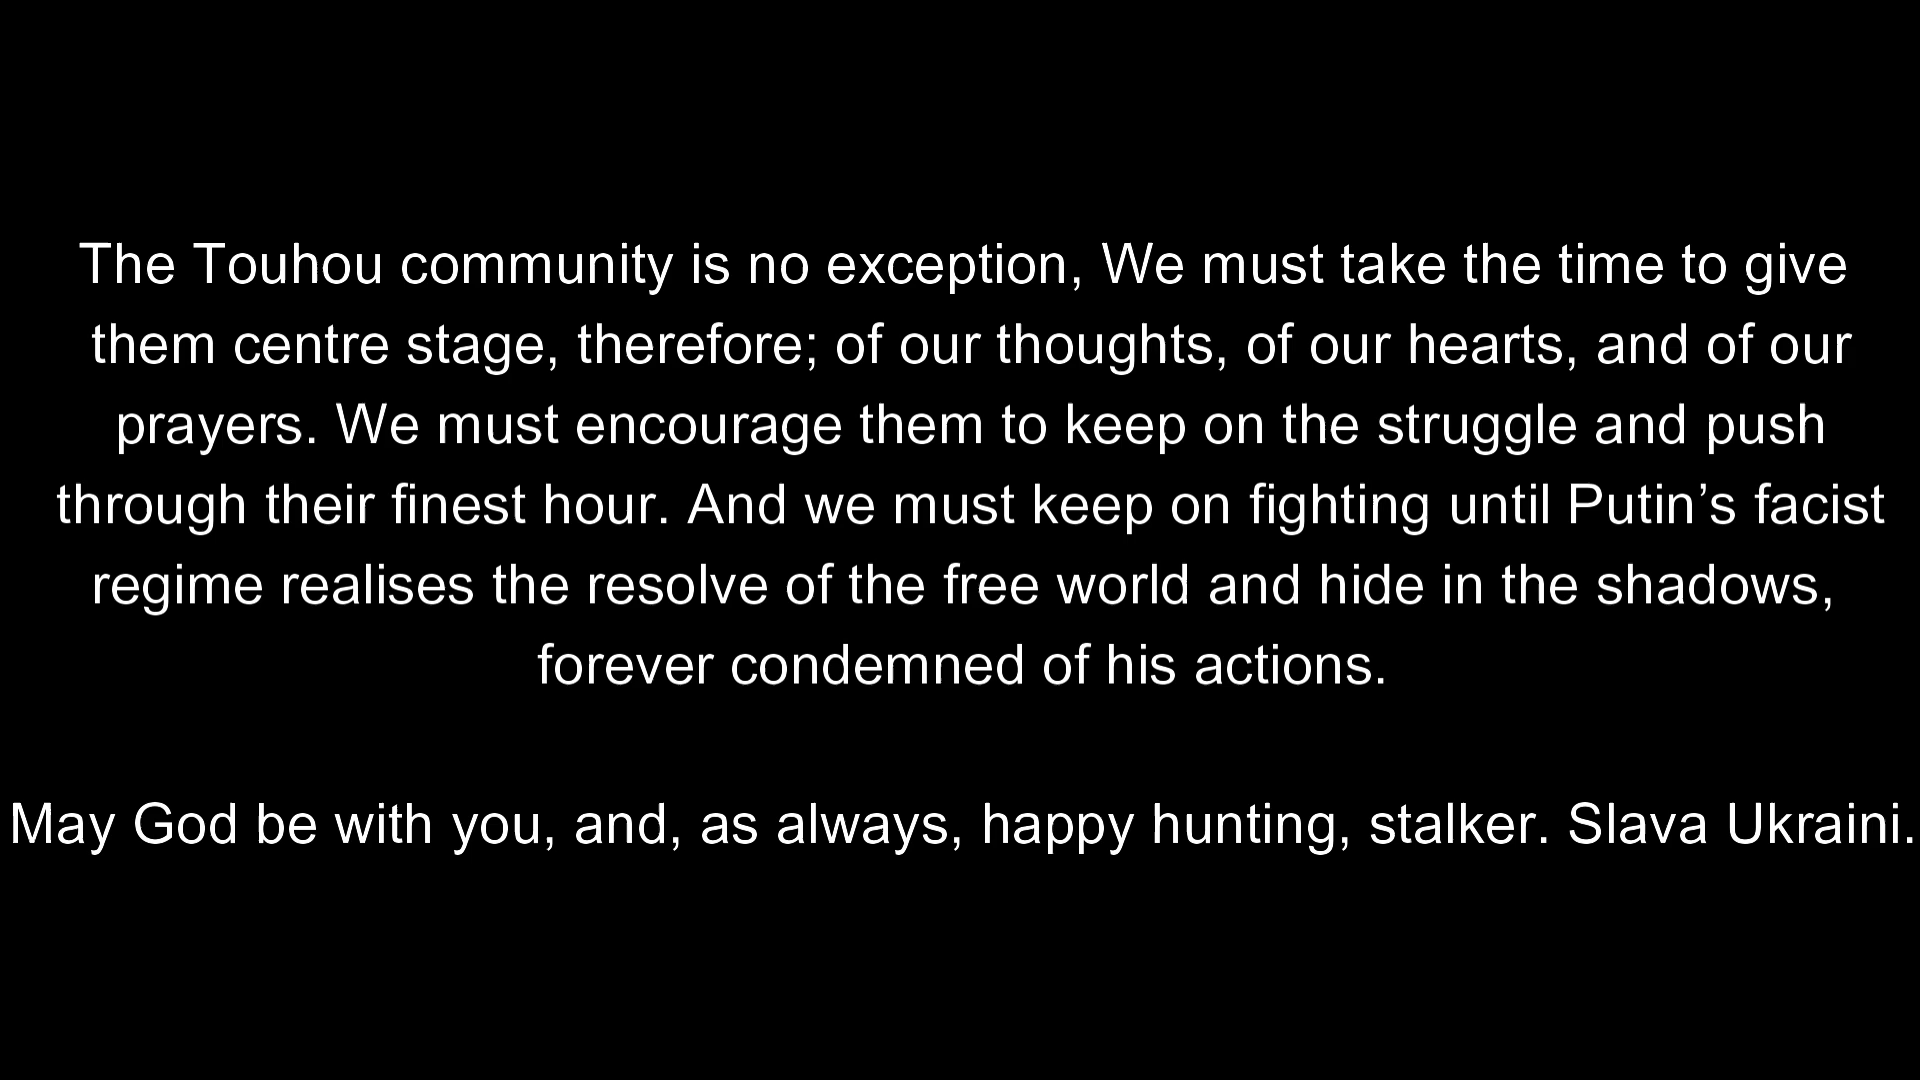 The Touhou community is no exception, We must take the time to give
them centre stage, therefore; of our thoughts, of our hearts, and of our
prayers. We must encourage them to keep on the struggle and push
through their finest hour. And we must keep on fighting until Putin’s facist
regime realises the resolve of the free world and hide in the shadows,
forever condemned of his actions.
May God be with you, and, as always, happy hunting, stalker. Slava Ukraini.